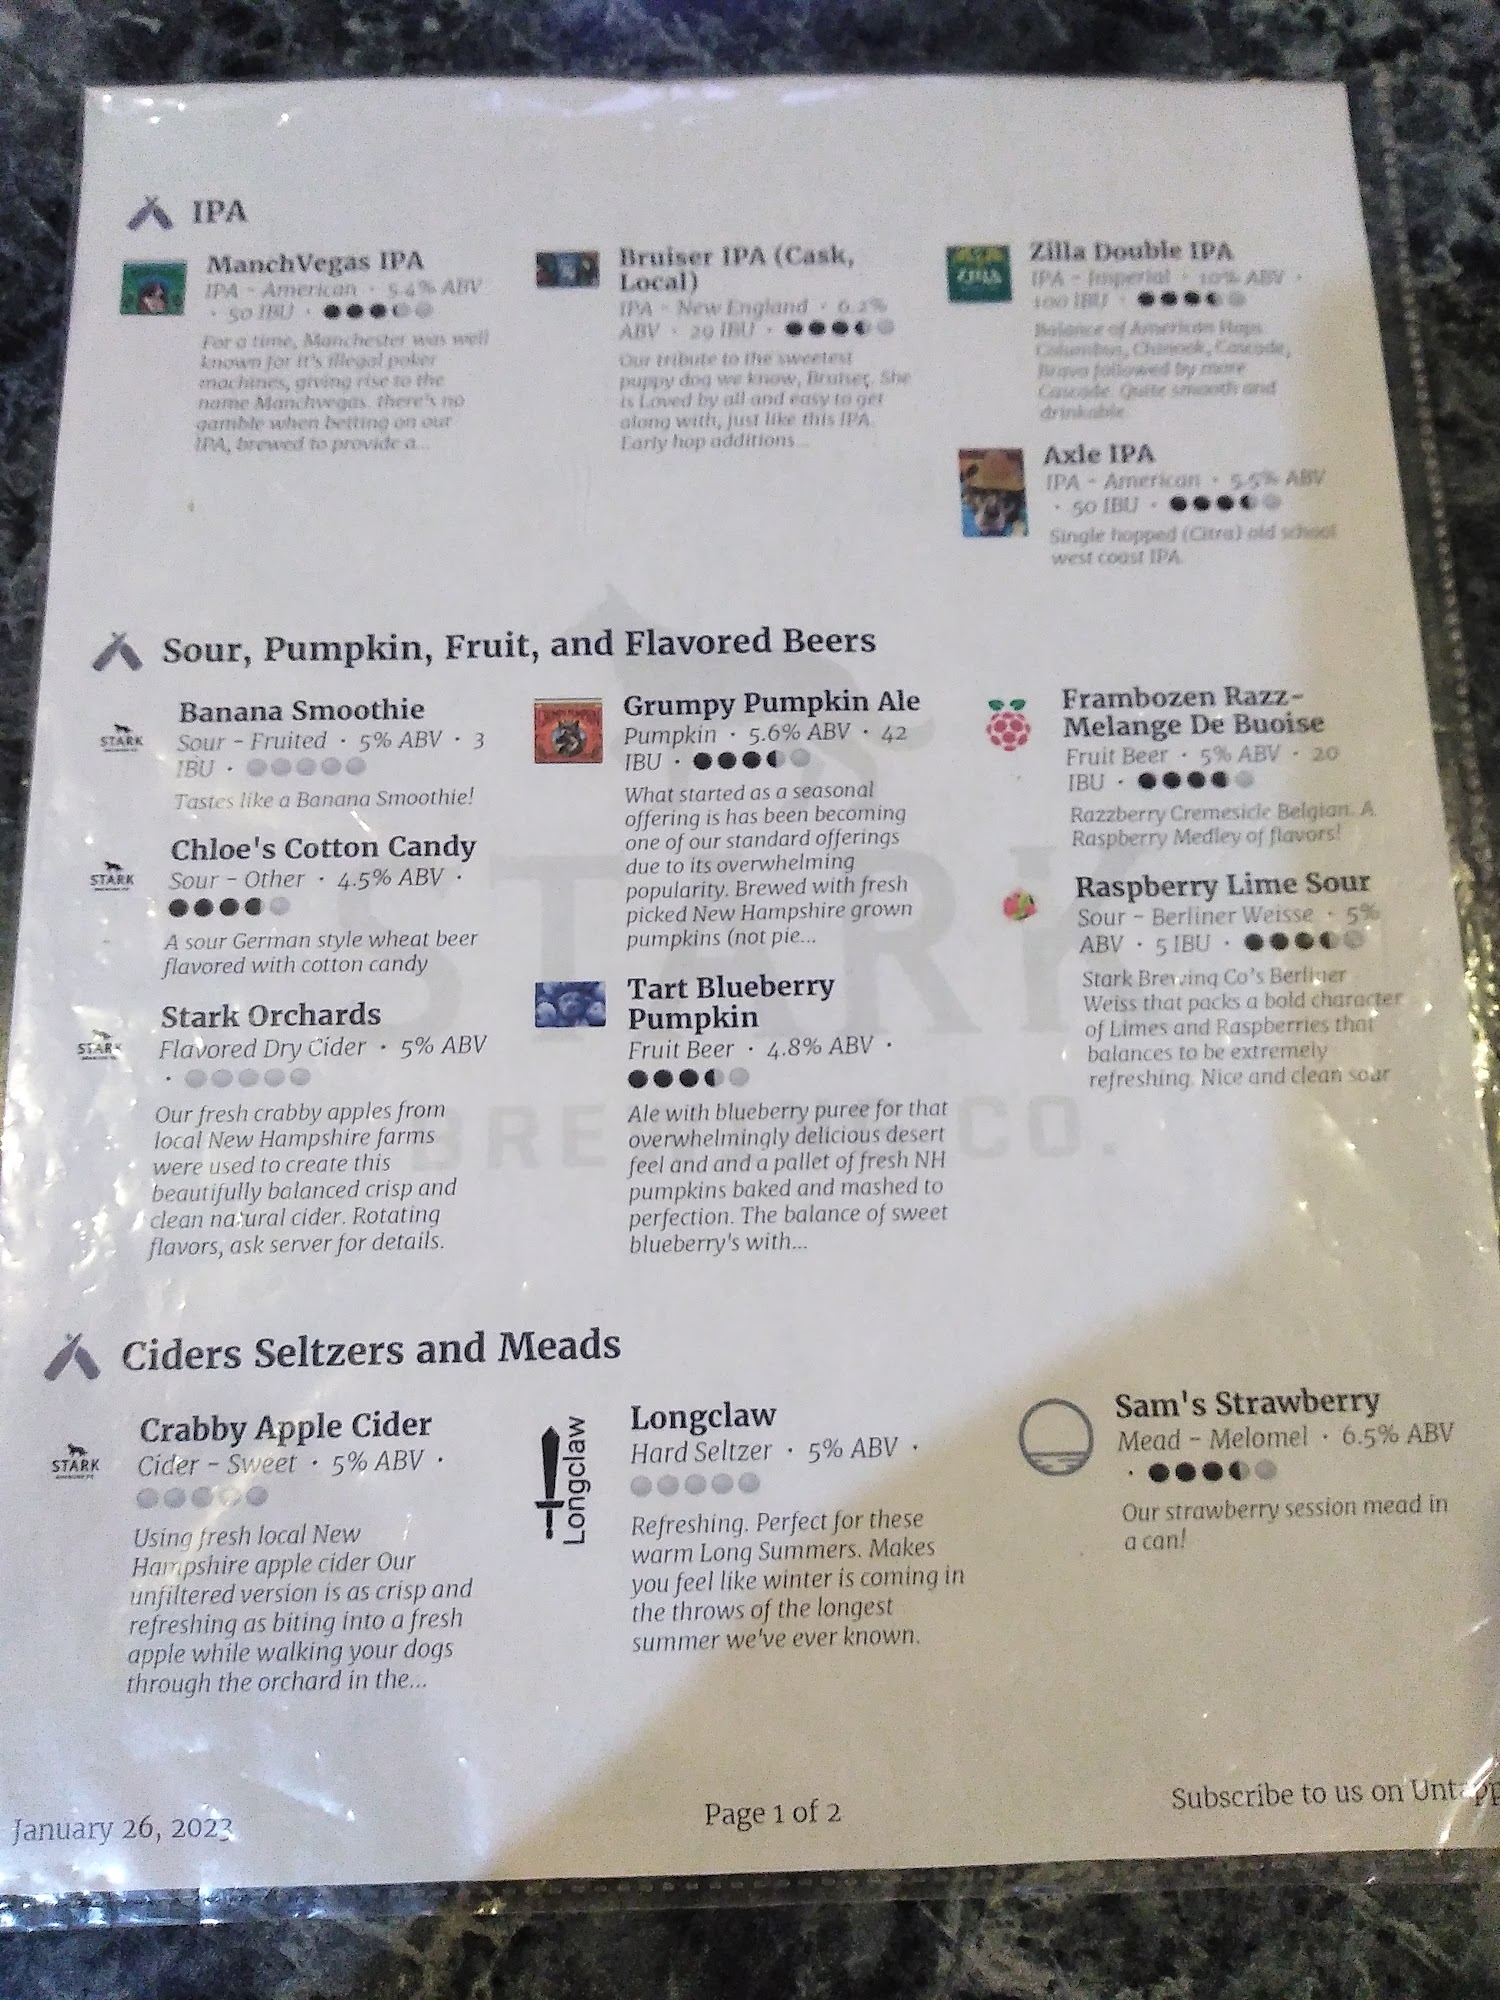 IPA
ManchVegas IPA
IPA - American · 5.4% ABV
· 50 IBU ·
For a time, Manchester was well
known for it's illegal poker
machines, giving rise to the
name Manchvegas. there's no
gamble when betting on our
IPA, brewed to provide a...
Bruiser IPA (Cask,
Local)
IPA - New England · 6.2%
ABV · 29 IBU ·
Our tribute to the sweetest
puppy dog we know, Bruiser. She
is Loved by all and easy to get
along with, just like this IPA.
Early hop additions...
ZILLA
Zilla Double IPA
IPA - Imperial · 10% ABV ·
100 IBU ·
Balance of American Hops
Columbus, Chinook, Cascade,
Bravo followed by more
Cascade. Quite smooth and
drinkable.
Axle IPA
IPA - American · 5.5% ABV
· 50 IBU ·
Single hopped (Citra) old school
west coast IPA.
Sour, Pumpkin, Fruit, and Flavored Beers
STARK
Banana Smoothie
Sour - Fruited · 5% ABV · 3
IBU ·
Tastes like a Banana Smoothie!
STARK
Chloe's Cotton Candy
Sour - Other · 4.5% ABV ·
A sour German style wheat beer
flavored with cotton candy
STARK
Stark Orchards
Flavored Dry Cider · 5% ABV
·
Our fresh crabby apples from
local New Hampshire farms
were used to create this
beautifully balanced crisp and
clean natural cider. Rotating
flavors, ask server for details.
Grumpy Pumpkin Ale
Pumpkin · 5.6% ABV · 42
IBU ·
What started as a seasonal
offering is has been becoming
one of our standard offerings
due to its overwhelming
popularity. Brewed with fresh
picked New Hampshire grown
pumpkins (not pie...
Tart Blueberry
Pumpkin
Fruit Beer · 4.8% ABV ·
Ale with blueberry puree for that
overwhelmingly delicious desert
feel and and a pallet of fresh NH
pumpkins baked and mashed to
perfection. The balance of sweet
blueberry's with...
Frambozen Razz-
Melange De Buoise
Fruit Beer · 5% ABV · 20
IBU ·
Razzberry Cremesicle Belgian. A
Raspberry Medley of flavors!
Raspberry Lime Sour
Sour - Berliner Weisse · 5%
ABV · 5 IBU ·
Stark Brewing Co's Berliner
Weiss that packs a bold character
of Limes and Raspberries that
balances to be extremely
refreshing. Nice and clean sour
STARK
BRE CO.
Ciders Seltzers and Meads
STARK
Crabby Apple Cider
Cider - Sweet · 5% ABV ·
Using fresh local New
Hampshire apple cider Our
unfiltered version is as crisp and
refreshing as biting into a fresh
apple while walking your dogs
through the orchard in the...
Longclaw
Longclaw
Hard Seltzer · 5% ABV ·
Refreshing. Perfect for these
warm Long Summers. Makes
you feel like winter is coming in
the throws of the longest
summer we've ever known.
Sam's Strawberry
Mead - Melomel · 6.5% ABV
·
Our strawberry session mead in
a can!
January 26, 2023
Page 1 of 2
Subscribe to us on Untapp